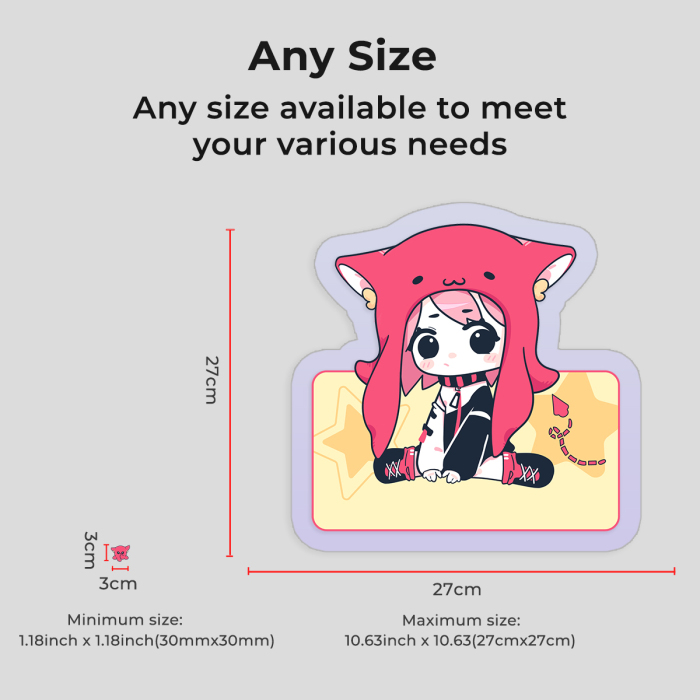 Any Size
Any size available to meet
your various needs
27cm
3cm
3cm
27cm
Minimum size:
1.18inch x 1.18inch(30mmx30mm)
Maximum size:
10.63inch x 10.63(27cmx27cm)